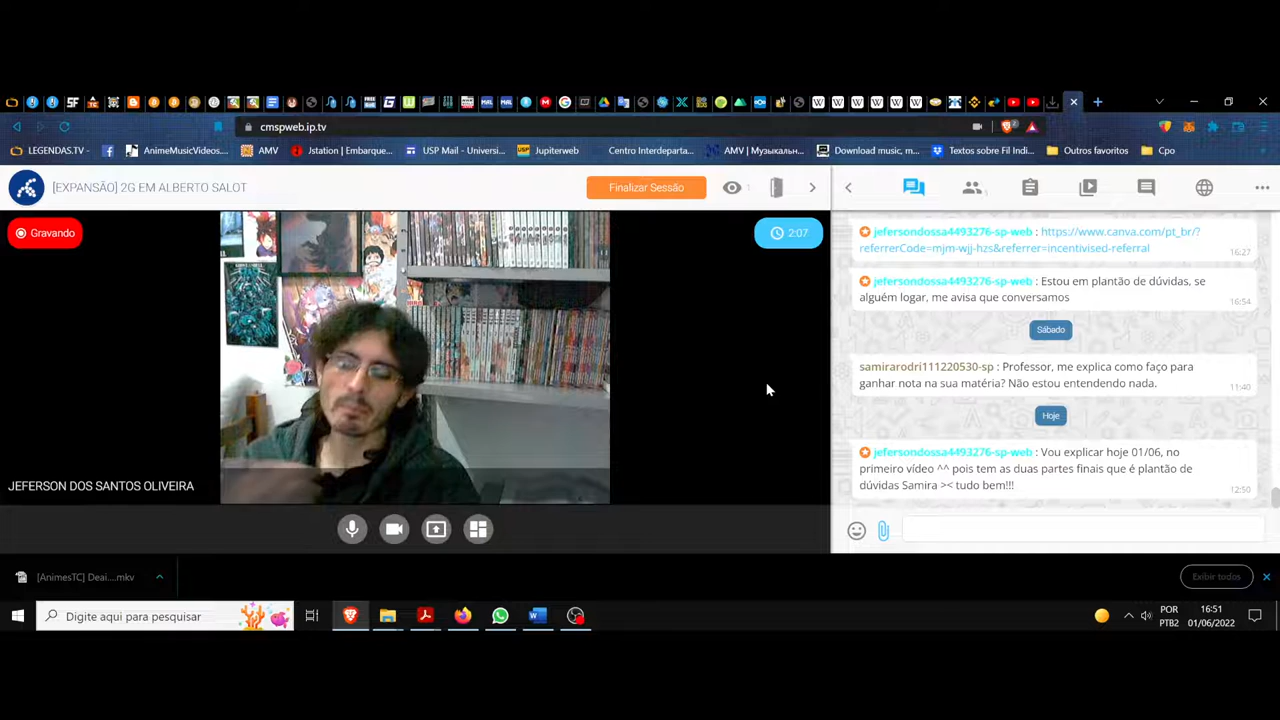 cmspweb.ip.tv
2
LEGENDAS.TV -
AnimeMusicVideos...
AMV
Jstation | Embarque...
USP Mail - Universi...
Jupiterweb
Centro Interdeparta...
AMV | Музыкальн...
Download music, m...
Textos sobre Fil Indi...
Outros favoritos
Cpo
[EXPANSÃO] 2G EM ALBERTO SALOT
Finalizar Sessão
1
1
Gravando
2:07
JEFERSON DOS SANTOS OLIVEIRA
jefersondossa4493276-sp-web : https://www.canva.com/pt_br/?
referrerCode=mjm-wjj-hzs&referrer=incentivised-referral
16:27
jefersondossa4493276-sp-web : Estou em plantão de dúvidas, se
alguém logar, me avisa que conversamos
16:54
Sábado
samirarodri111220530-sp : Professor, me explica como faço para
ganhar nota na sua matéria? Não estou entendendo nada.
11:40
Hoje
jefersondossa4493276-sp-web : Vou explicar hoje 01/06, no
primeiro vídeo ^^ pois tem as duas partes finais que é plantão de
dúvidas Samira >< tudo bem!!!
12:50
[AnimesTC] Deai....mkv
Exibir todos
Digite aqui para pesquisar
POR
PTB2
16:51
01/06/2022